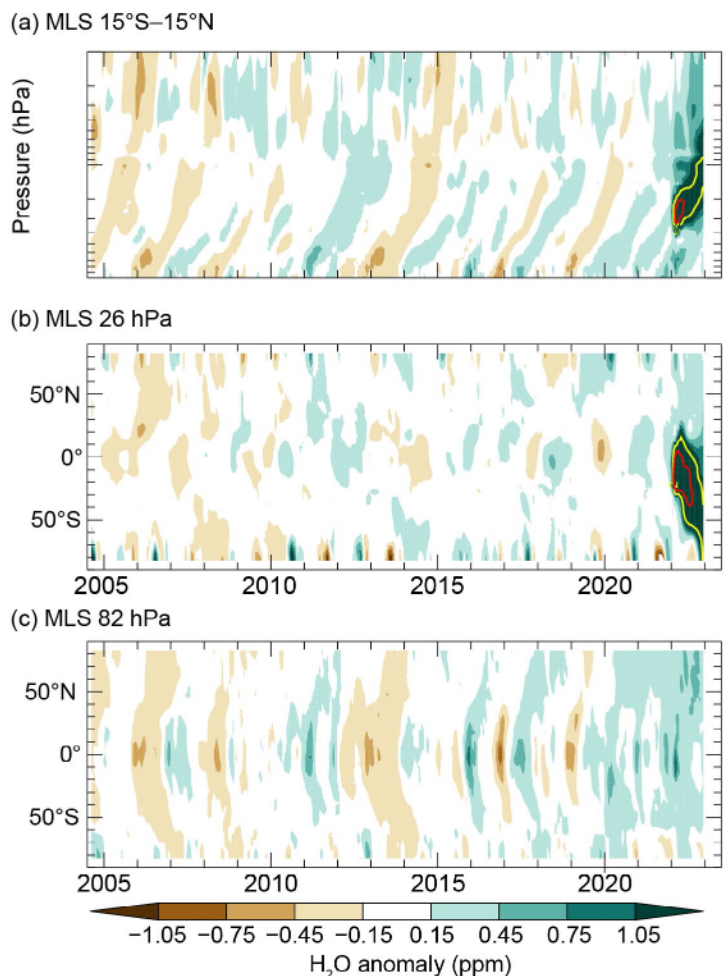 (a) MLS 15°S–15°N
Pressure (hPa)
(b) MLS 26 hPa
50°N
0°
50°S
2005 2010 2015 2020
(c) MLS 82 hPa
50°N
0°
50°S
2005 2010 2015 2020
−1.05 −0.75 −0.45 −0.15 0.15 0.45 0.75 1.05
H₂O anomaly (ppm)